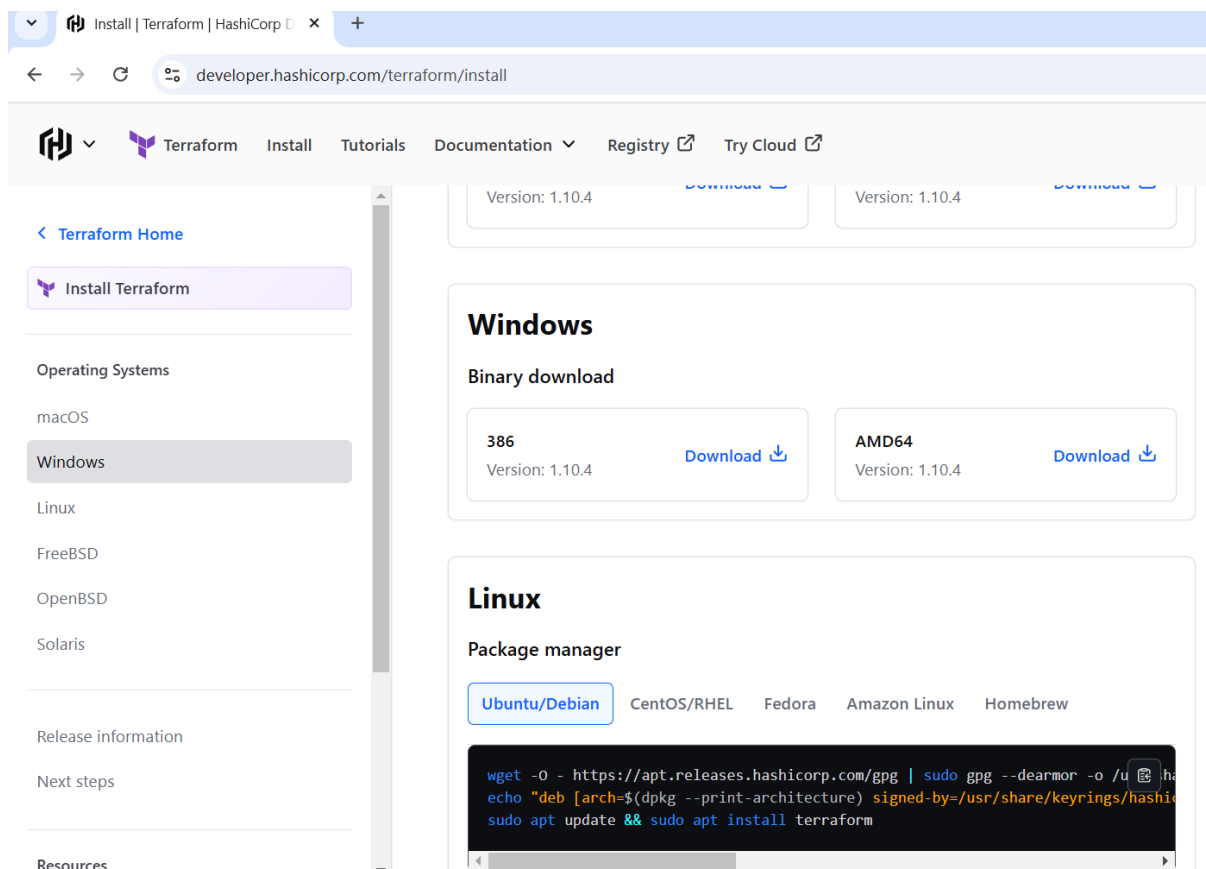 Install | Terraform | HashiCorp D
developer.hashicorp.com/terraform/install
Terraform Install Tutorials Documentation Registry Try Cloud
Terraform Home
Install Terraform
Operating Systems
macOS
Windows
Linux
FreeBSD
OpenBSD
Solaris
Release information
Next steps
Resources
Version: 1.10.4 Download Version: 1.10.4 Download
Windows
Binary download
386
Version: 1.10.4
Download
AMD64
Version: 1.10.4
Download
Linux
Package manager
Ubuntu/Debian CentOS/RHEL Fedora Amazon Linux Homebrew
wget -O - https://apt.releases.hashicorp.com/gpg | sudo gpg --dearmor -o /u
echo "deb [arch=$(dpkg --print-architecture) signed-by=/usr/share/keyrings/hashic
sudo apt update && sudo apt install terraform